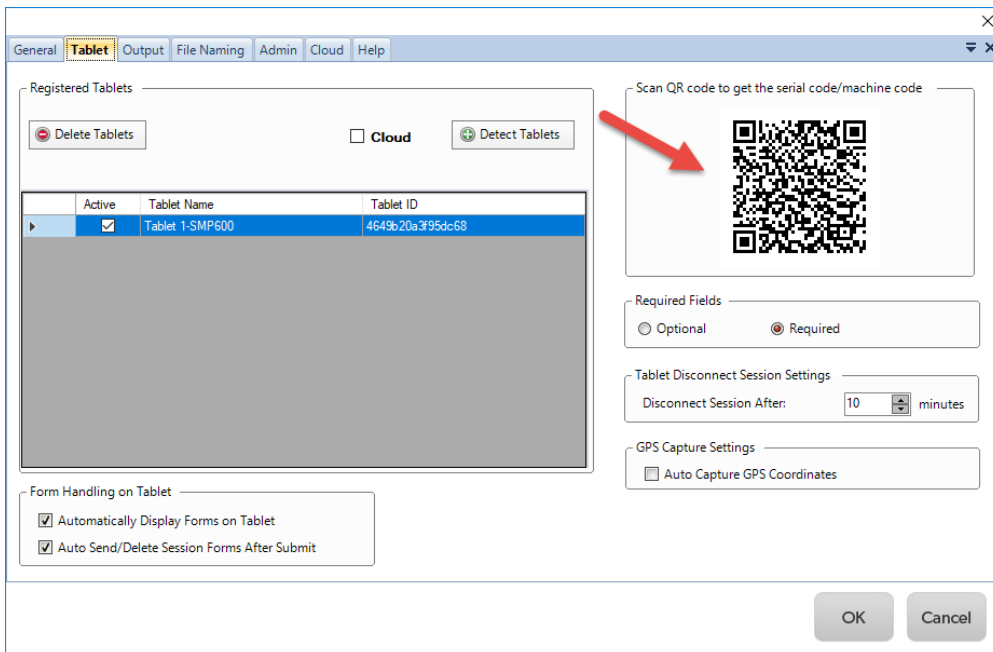 General Tablet Output File Naming Admin Cloud Help
Registered Tablets
Delete Tablets Cloud Detect Tablets
Active Tablet Name Tablet ID
Tablet 1-SMP600 4649b20a3f95dc68
Form Handling on Tablet
Automatically Display Forms on Tablet
Auto Send/Delete Session Forms After Submit
Scan QR code to get the serial code/machine code
Required Fields
Optional Required
Tablet Disconnect Session Settings
Disconnect Session After: 10 minutes
GPS Capture Settings
Auto Capture GPS Coordinates
OK Cancel